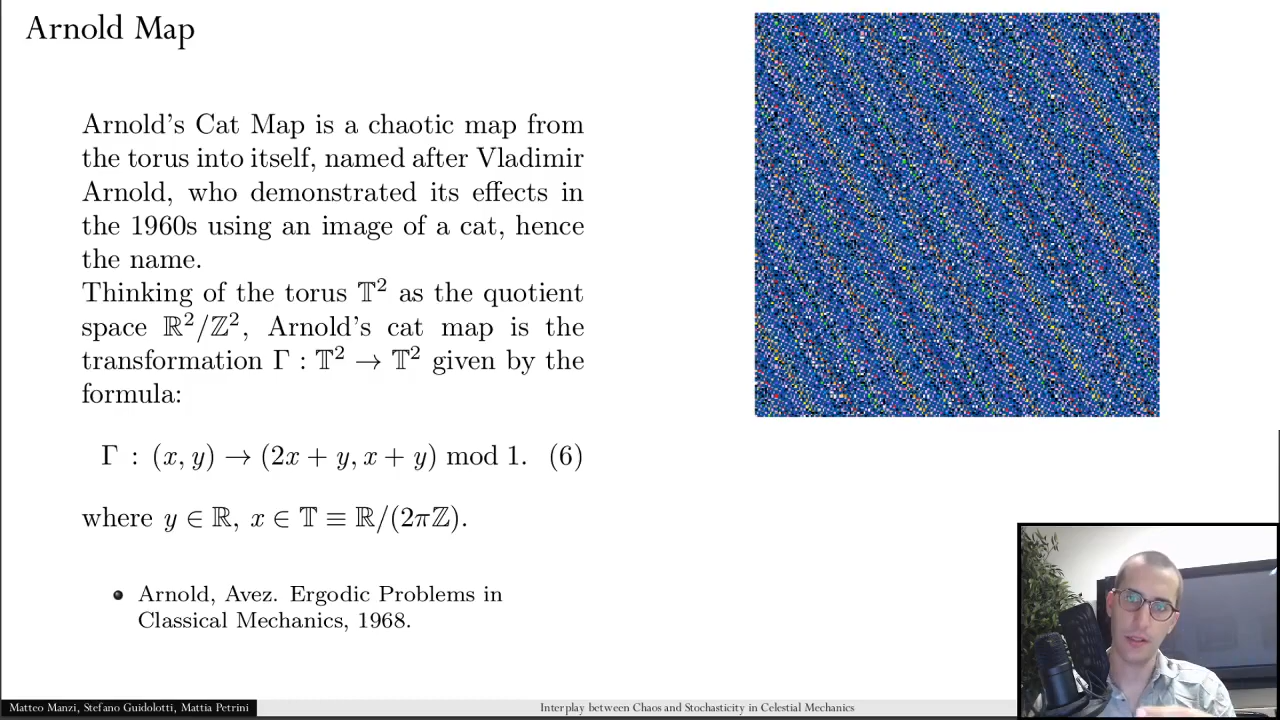 Arnold Map
Arnold's Cat Map is a chaotic map from
the torus into itself, named after Vladimir
Arnold, who demonstrated its effects in
the 1960s using an image of a cat, hence
the name.
Thinking of the torus 𝕋² as the quotient
space ℝ²/ℤ², Arnold's cat map is the
transformation Γ : 𝕋² → 𝕋² given by the
formula:
Γ : (x, y) → (2x + y, x + y) mod 1. (6)
where y ∈ ℝ, x ∈ 𝕋 ≡ ℝ/(2πℤ).
Arnold, Avez. Ergodic Problems in
Classical Mechanics, 1968.
Matteo Manzi, Stefano Guidolotti, Mattia Petrini
Interplay between Chaos and Stochasticity in Celestial Mechanics